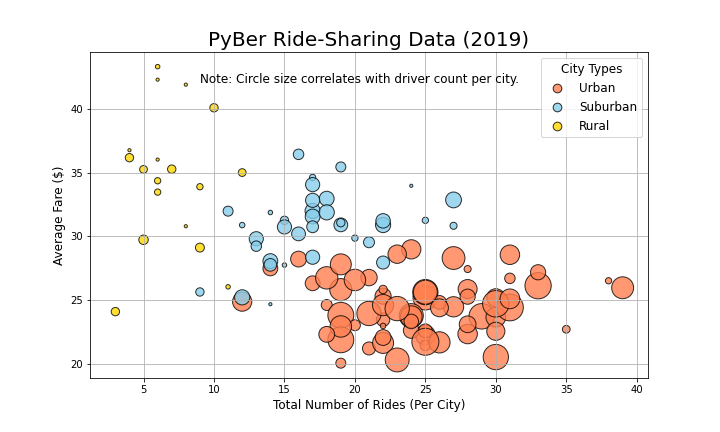 PyBer Ride-Sharing Data (2019)
Note: Circle size correlates with driver count per city.
City Types
Urban
Suburban
Rural
Average Fare ($)
40
35
30
25
20
5 10 15 20 25 30 35 40
Total Number of Rides (Per City)